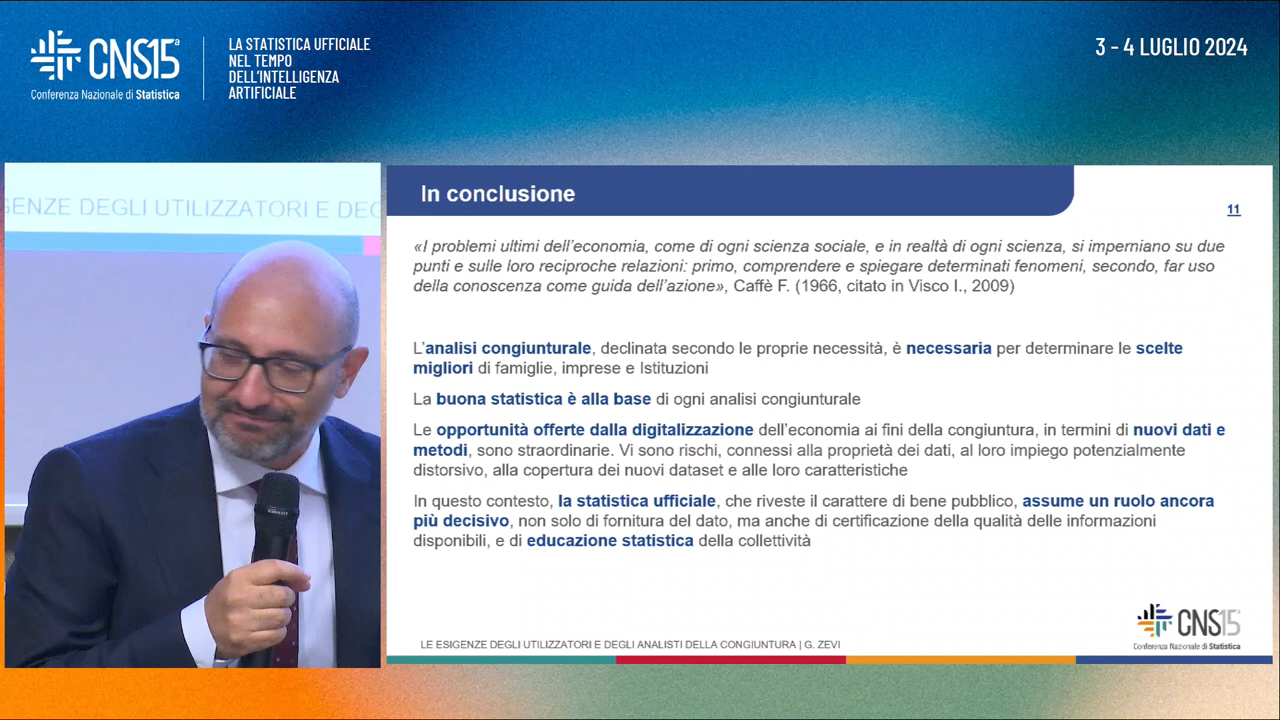 CNS15ª
Conferenza Nazionale di Statistica
LA STATISTICA UFFICIALE
NEL TEMPO
DELL'INTELLIGENZA
ARTIFICIALE
3 - 4 LUGLIO 2024
GENZE DEGLI UTILIZZATORI E DEG
In conclusione
11
«I problemi ultimi dell'economia, come di ogni scienza sociale, e in realtà di ogni scienza, si imperniano su due
punti e sulle loro reciproche relazioni: primo, comprendere e spiegare determinati fenomeni, secondo, far uso
della conoscenza come guida dell'azione», Caffè F. (1966, citato in Visco I., 2009)
L'analisi congiunturale, declinata secondo le proprie necessità, è necessaria per determinare le scelte
migliori di famiglie, imprese e Istituzioni
La buona statistica è alla base di ogni analisi congiunturale
Le opportunità offerte dalla digitalizzazione dell'economia ai fini della congiuntura, in termini di nuovi dati e
metodi, sono straordinarie. Vi sono rischi, connessi alla proprietà dei dati, al loro impiego potenzialmente
distorsivo, alla copertura dei nuovi dataset e alle loro caratteristiche
In questo contesto, la statistica ufficiale, che riveste il carattere di bene pubblico, assume un ruolo ancora
più decisivo, non solo di fornitura del dato, ma anche di certificazione della qualità delle informazioni
disponibili, e di educazione statistica della collettività
LE ESIGENZE DEGLI UTILIZZATORI E DEGLI ANALISTI DELLA CONGIUNTURA | G. ZEVI
CNS15ª
Conferenza Nazionale di Statistica